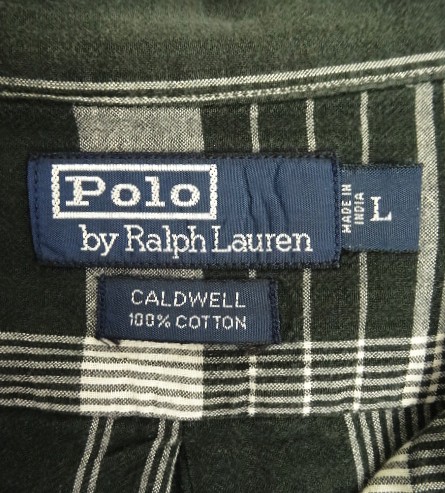 Polo
by Ralph Lauren
MADE IN
INDIA
L
CALDWELL
100% COTTON